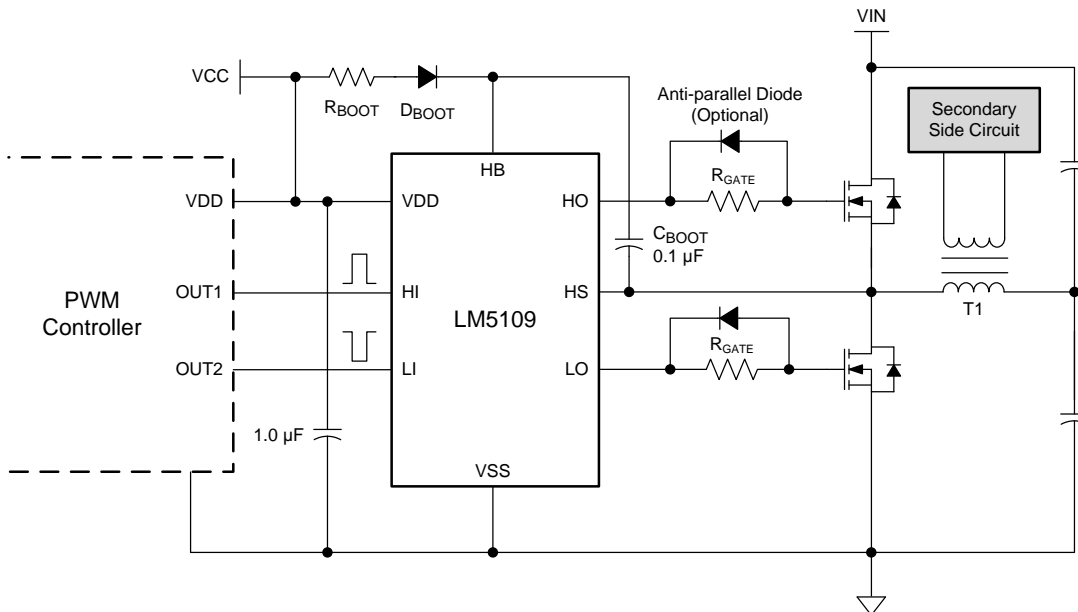 VIN
VCC
RBOOT
DBOOT
Anti-parallel Diode
(Optional)
Secondary
Side Circuit
HB
RGATE
VDD
VDD
HO
CBOOT
0.1 µF
OUT1
HI
HS
T1
PWM
Controller
LM5109
RGATE
OUT2
LI
LO
1.0 µF
VSS